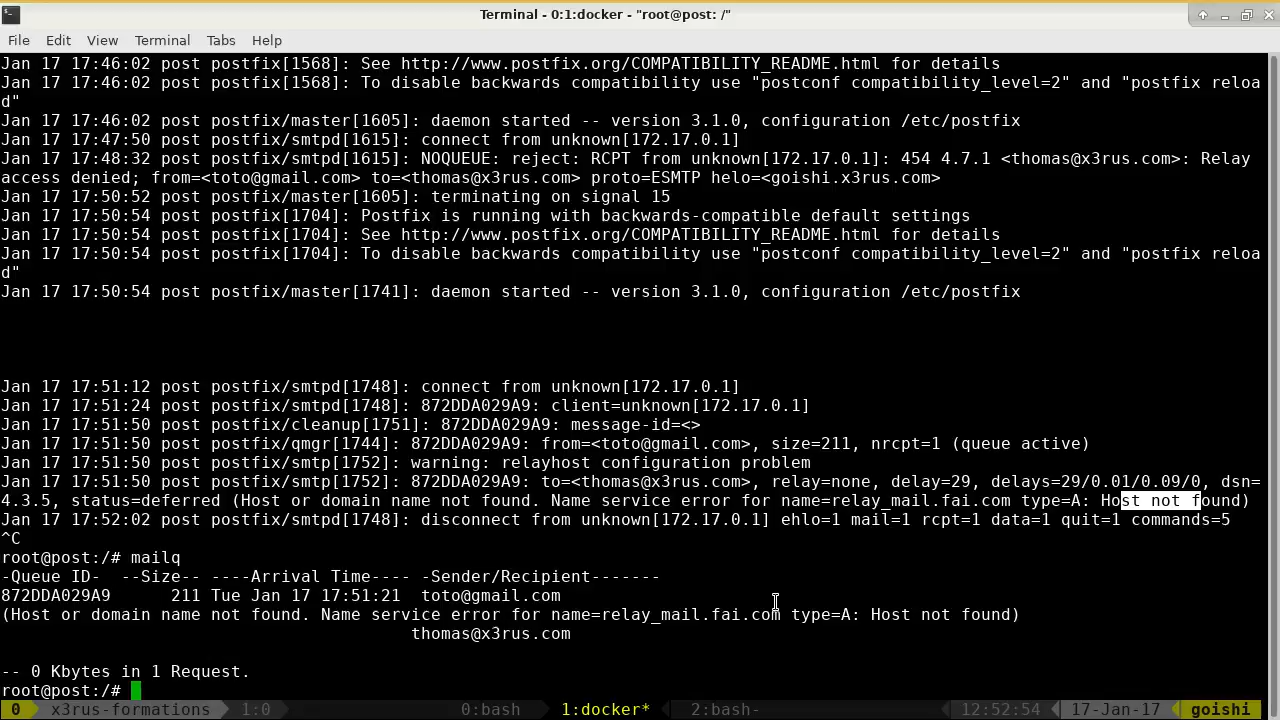 Terminal - 0:1:docker - "root@post: /"
File Edit View Terminal Tabs Help
Jan 17 17:46:02 post postfix[1568]: See http://www.postfix.org/COMPATIBILITY_README.html for details
Jan 17 17:46:02 post postfix[1568]: To disable backwards compatibility use "postconf compatibility_level=2" and "postfix reloa
d"
Jan 17 17:46:02 post postfix/master[1605]: daemon started -- version 3.1.0, configuration /etc/postfix
Jan 17 17:47:50 post postfix/smtpd[1615]: connect from unknown[172.17.0.1]
Jan 17 17:48:32 post postfix/smtpd[1615]: NOQUEUE: reject: RCPT from unknown[172.17.0.1]: 454 4.7.1 <thomas@x3rus.com>: Relay
access denied; from=<toto@gmail.com> to=<thomas@x3rus.com> proto=ESMTP helo=<goishi.x3rus.com>
Jan 17 17:50:52 post postfix/master[1605]: terminating on signal 15
Jan 17 17:50:54 post postfix[1704]: Postfix is running with backwards-compatible default settings
Jan 17 17:50:54 post postfix[1704]: See http://www.postfix.org/COMPATIBILITY_README.html for details
Jan 17 17:50:54 post postfix[1704]: To disable backwards compatibility use "postconf compatibility_level=2" and "postfix reloa
d"
Jan 17 17:50:54 post postfix/master[1741]: daemon started -- version 3.1.0, configuration /etc/postfix
Jan 17 17:51:12 post postfix/smtpd[1748]: connect from unknown[172.17.0.1]
Jan 17 17:51:24 post postfix/smtpd[1748]: 872DDA029A9: client=unknown[172.17.0.1]
Jan 17 17:51:50 post postfix/cleanup[1751]: 872DDA029A9: message-id=<>
Jan 17 17:51:50 post postfix/qmgr[1744]: 872DDA029A9: from=<toto@gmail.com>, size=211, nrcpt=1 (queue active)
Jan 17 17:51:50 post postfix/smtp[1752]: warning: relayhost configuration problem
Jan 17 17:51:50 post postfix/smtp[1752]: 872DDA029A9: to=<thomas@x3rus.com>, relay=none, delay=29, delays=29/0.01/0.09/0, dsn=
4.3.5, status=deferred (Host or domain name not found. Name service error for name=relay_mail.fai.com type=A: Host not found)
Jan 17 17:52:02 post postfix/smtpd[1748]: disconnect from unknown[172.17.0.1] ehlo=1 mail=1 rcpt=1 data=1 quit=1 commands=5
^C
root@post:/# mailq
-Queue ID-  --Size-- ----Arrival Time---- -Sender/Recipient-------
872DDA029A9      211 Tue Jan 17 17:51:21  toto@gmail.com
(Host or domain name not found. Name service error for name=relay_mail.fai.com type=A: Host not found)
thomas@x3rus.com
-- 0 Kbytes in 1 Request.
root@post:/#
0 x3rus-formations 1:0 0:bash 1:docker* 2:bash- 12:52:54 17-Jan-17 goishi